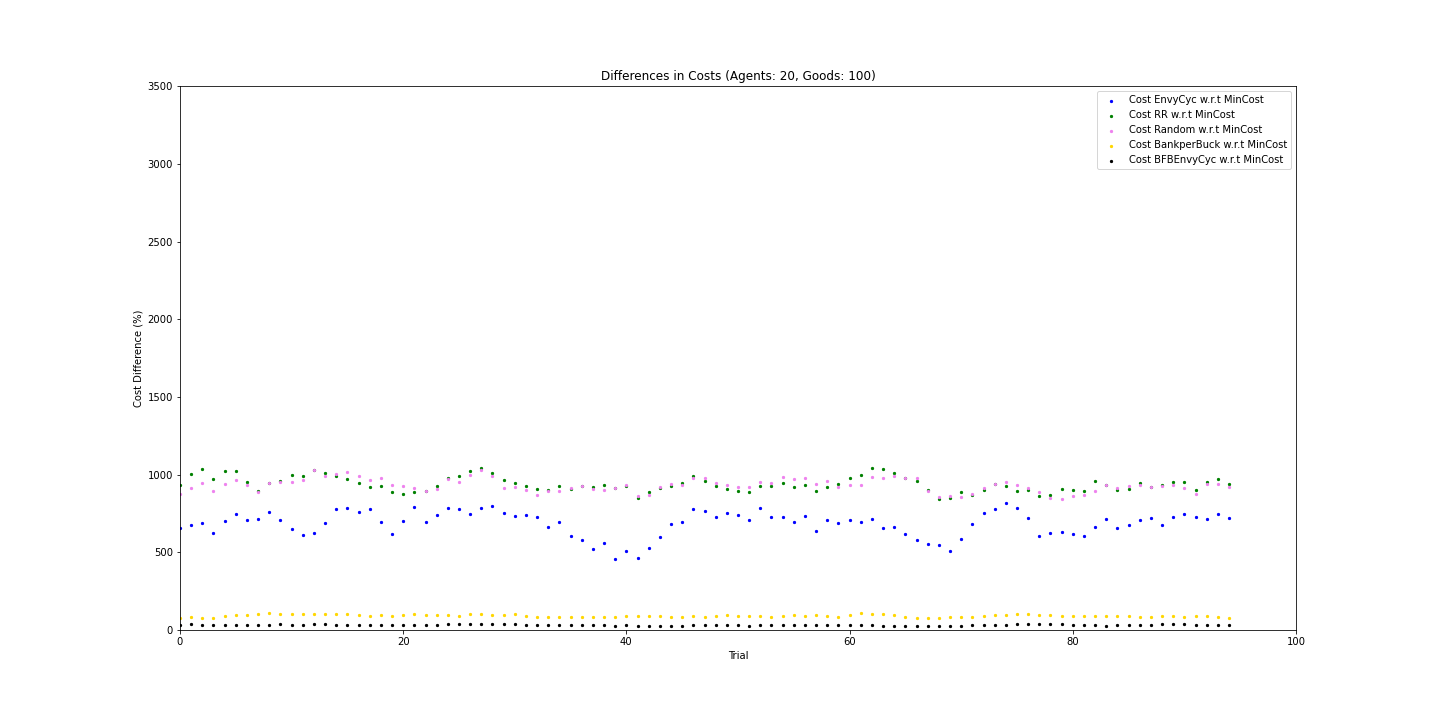 Differences in Costs (Agents: 20, Goods: 100)
3500
3000
2500
2000
1500
1000
500
0
Cost Difference (%)
Cost EnvyCyc w.r.t MinCost
Cost RR w.r.t MinCost
Cost Random w.r.t MinCost
Cost BankperBuck w.r.t MinCost
Cost BFBEnvyCyc w.r.t MinCost
0 20 40 60 80 100
Trial